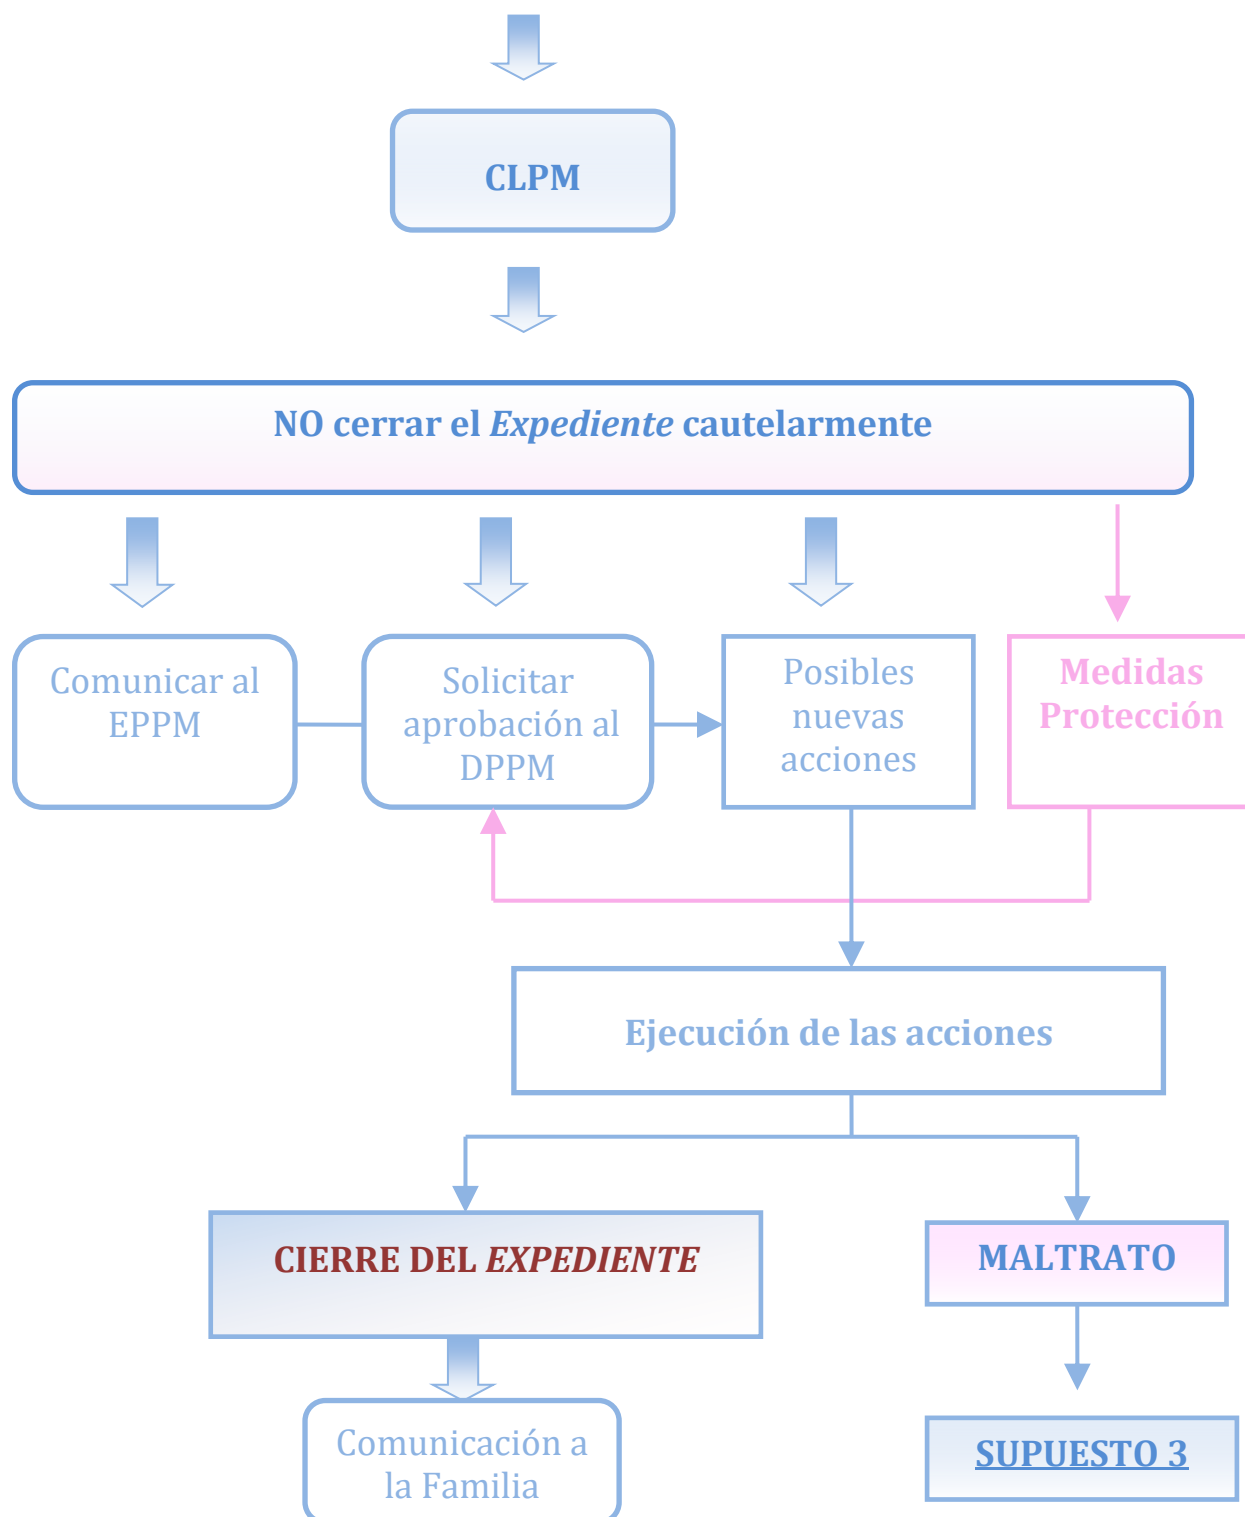 CLPM
NO cerrar el Expediente cautelarmente
Comunicar al
EPPM
Solicitar
aprobación al
DPPM
Posibles
nuevas
acciones
Medidas
Protección
Ejecución de las acciones
CIERRE DEL EXPEDIENTE
MALTRATO
Comunicación a
la Familia
SUPUESTO 3